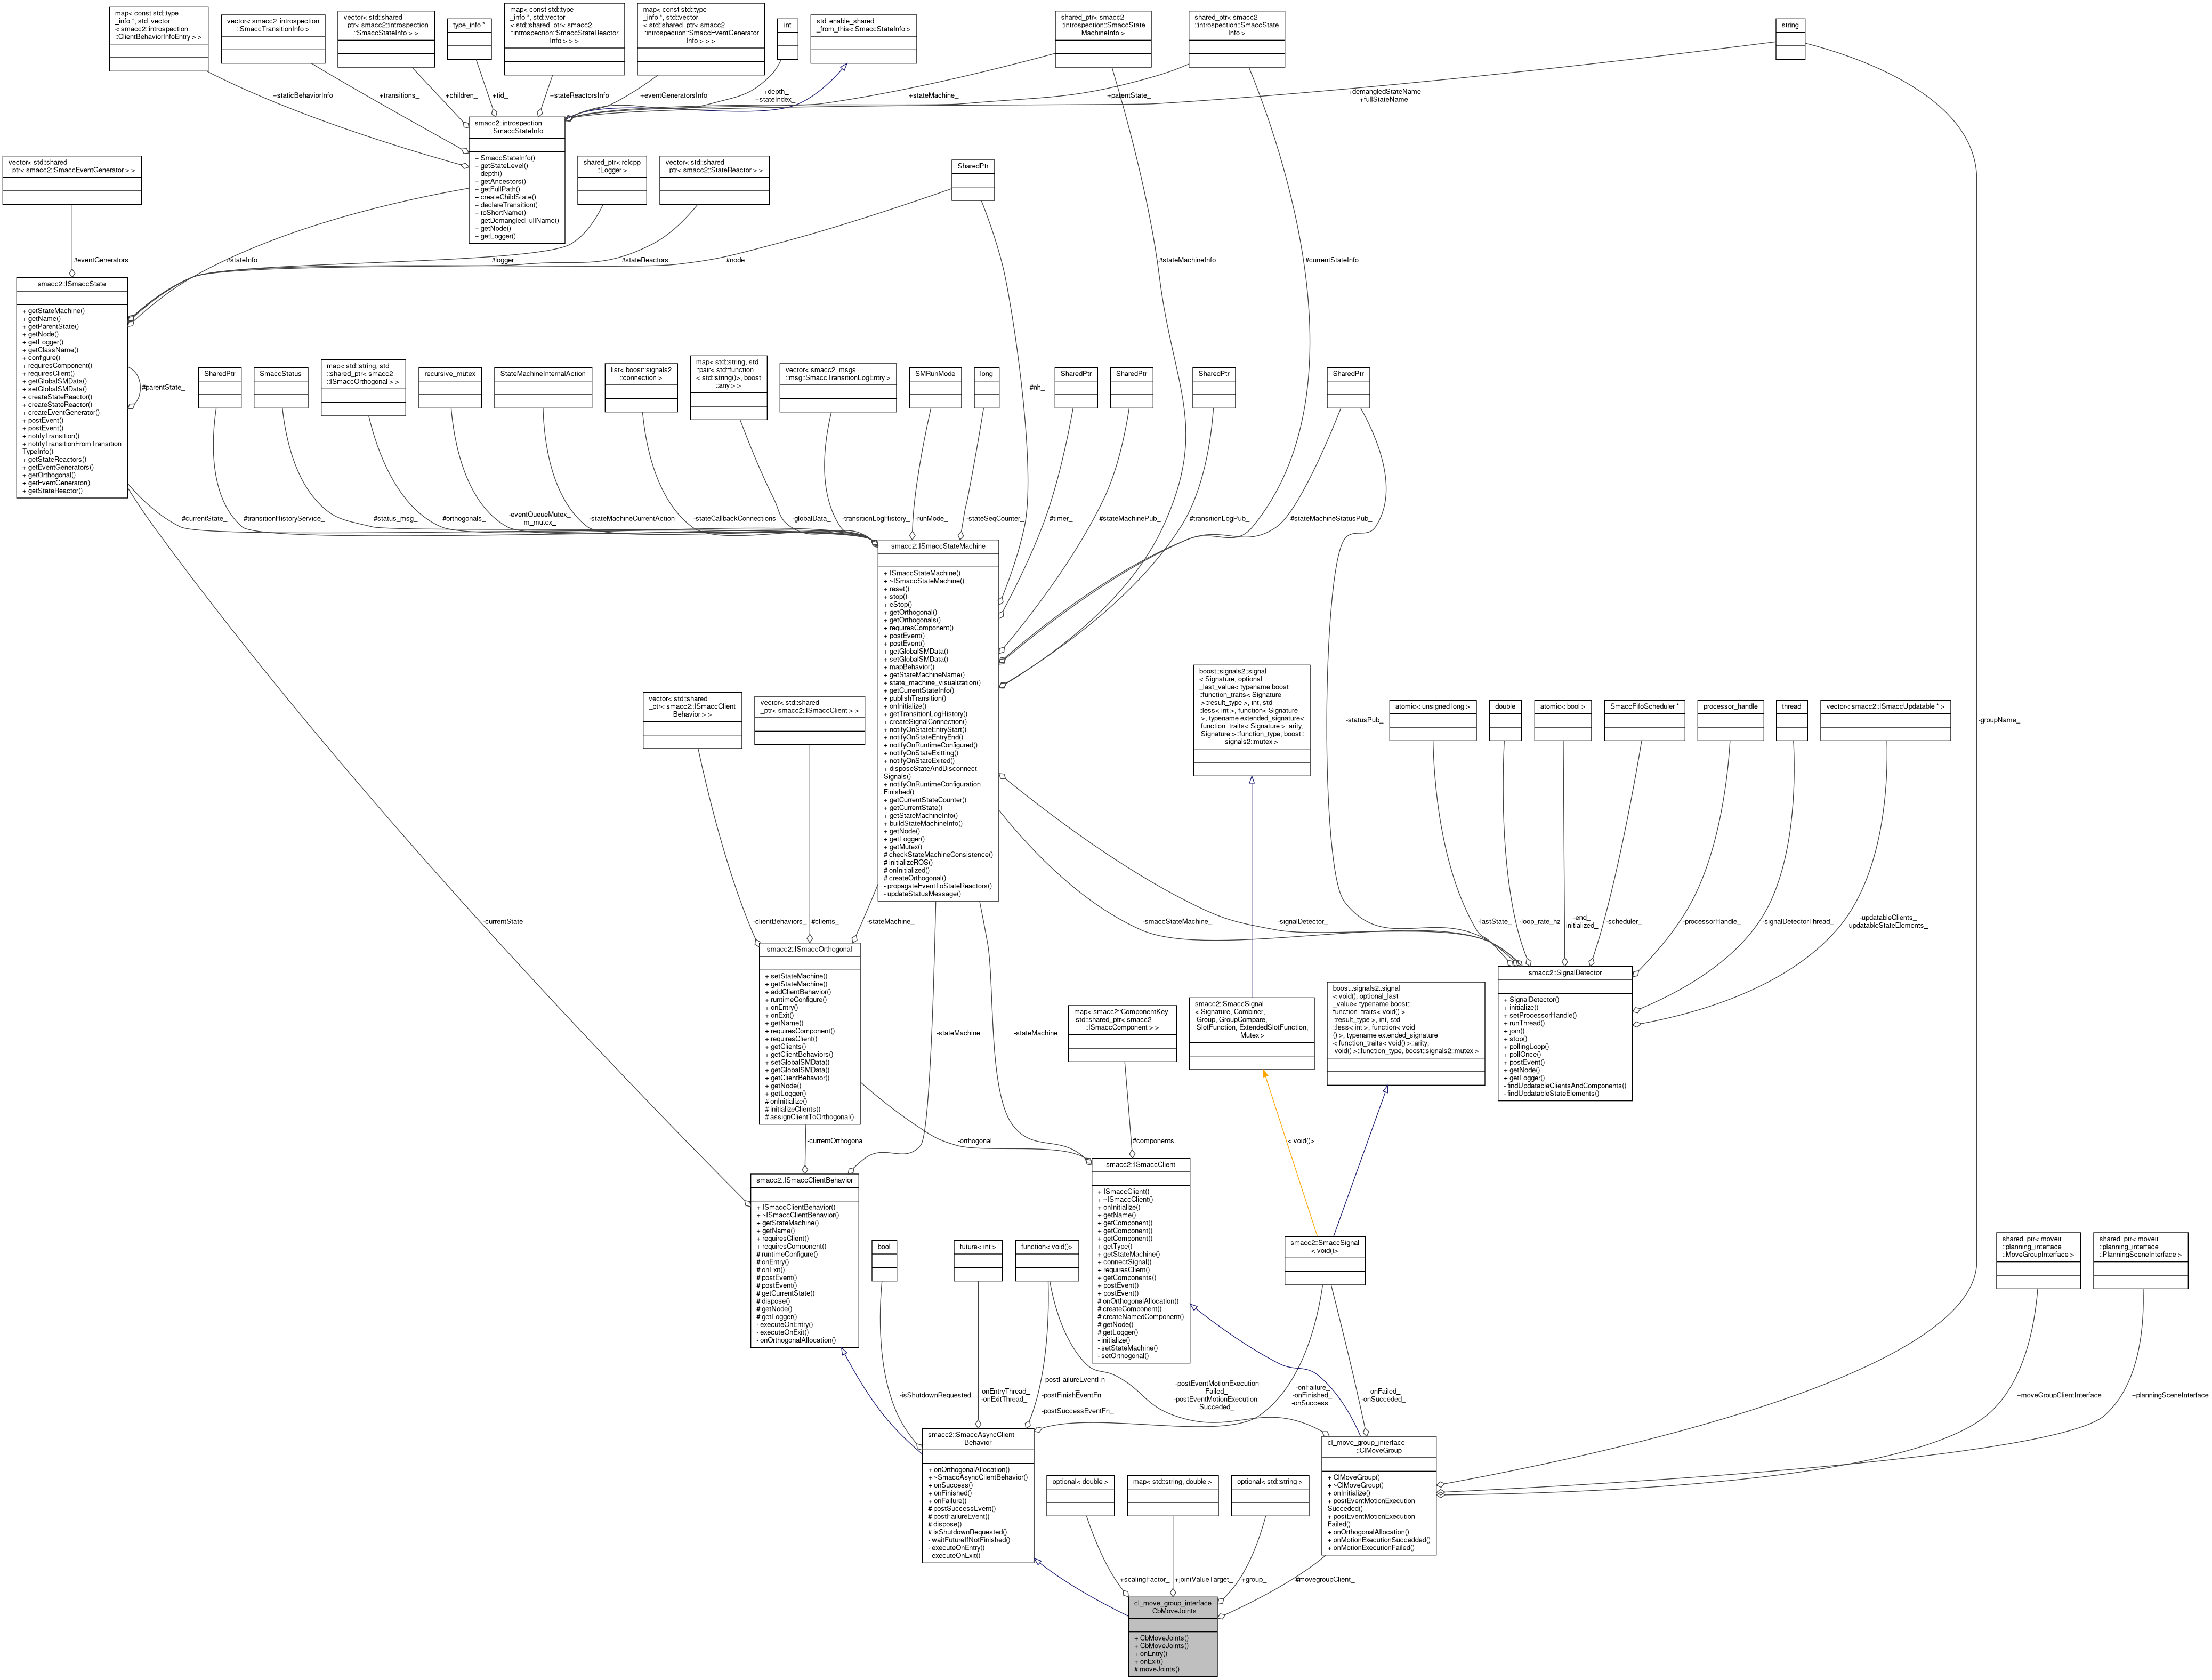 map< const std::type
_info *, std::vector
< smacc2::introspection
::ClientBehaviorInfoEntry > >
vector< smacc2::introspection
::SmaccTransitionInfo >
vector< std::shared
_ptr< smacc2::introspection
::SmaccStateInfo > >
type_info *
map< const std::type
_info *, std::vector
< std::shared_ptr< smacc2
::introspection::SmaccStateReactor
Info > > >
map< const std::type
_info *, std::vector
< std::shared_ptr< smacc2
::introspection::SmaccEventGenerator
Info > > >
int
std::enable_shared
_from_this< SmaccStateInfo >
shared_ptr< smacc2
::introspection::SmaccState
MachineInfo >
shared_ptr< smacc2
::introspection::SmaccState
Info >
string
+staticBehaviorInfo
+transitions_
+children_
+tid_
+stateReactorsInfo
+eventGeneratorsInfo
+depth_
+stateIndex_
+stateMachine_
+parentState_
+demangledStateName
+fullStateName
smacc2::introspection
::SmaccStateInfo
+ SmaccStateInfo()
+ getStateLevel()
+ depth()
+ getAncestors()
+ getFullPath()
+ createChildState()
+ declareTransition()
+ toShortName()
+ getDemangledFullName()
+ getNode()
+ getLogger()
vector< std::shared
_ptr< smacc2::SmaccEventGenerator > >
shared_ptr< rclcpp
::Logger >
vector< std::shared
_ptr< smacc2::StateReactor > >
SharedPtr
#eventGenerators_
#stateInfo_
#logger_
#stateReactors_
#node_
#stateMachineInfo_
#currentStateInfo_
smacc2::ISmaccState
+ getStateMachine()
+ getName()
+ getParentState()
+ getNode()
+ getLogger()
+ getClassName()
+ configure()
+ requiresComponent()
+ requiresClient()
+ getGlobalSMData()
+ setGlobalSMData()
+ createStateReactor()
+ createStateReactor()
+ createEventGenerator()
+ postEvent()
+ postEvent()
+ notifyTransition()
+ notifyTransitionFromTransition
TypeInfo()
+ getStateReactors()
+ getEventGenerators()
+ getOrthogonal()
+ getEventGenerator()
+ getStateReactor()
#parentState_
SharedPtr
SmaccStatus
map< std::string, std
::shared_ptr< smacc2
::ISmaccOrthogonal > >
recursive_mutex
StateMachineInternalAction
list< boost::signals2
::connection >
map< std::string, std
::pair< std::function
< std::string()>, boost
::any > >
vector< smacc2_msgs
::msg::SmaccTransitionLogEntry >
SMRunMode
long
#nh_
SharedPtr
SharedPtr
SharedPtr
SharedPtr
#currentState_
#transitionHistoryService_
#status_msg_
#orthogonals_
-eventQueueMutex_
-m_mutex_
-stateMachineCurrentAction
-stateCallbackConnections
-globalData_
-transitionLogHistory_
-runMode_
-stateSeqCounter_
#timer_
#stateMachinePub_
#transitionLogPub_
#stateMachineStatusPub_
smacc2::ISmaccStateMachine
+ ISmaccStateMachine()
+ ~ISmaccStateMachine()
+ reset()
+ stop()
+ eStop()
+ getOrthogonal()
+ getOrthogonals()
+ requiresComponent()
+ postEvent()
+ postEvent()
+ getGlobalSMData()
+ setGlobalSMData()
+ mapBehavior()
+ getStateMachineName()
+ state_machine_visualization()
+ getCurrentStateInfo()
+ publishTransition()
+ onInitialize()
+ getTransitionLogHistory()
+ createSignalConnection()
+ notifyOnStateEntryStart()
+ notifyOnStateEntryEnd()
+ notifyOnRuntimeConfigured()
+ notifyOnStateExitting()
+ notifyOnStateExited()
+ disposeStateAndDisconnect
Signals()
+ notifyOnRuntimeConfiguration
Finished()
+ getCurrentStateCounter()
+ getCurrentState()
+ getStateMachineInfo()
+ buildStateMachineInfo()
+ getNode()
+ getLogger()
+ getMutex()
# checkStateMachineConsistence()
# initializeROS()
# onInitialized()
# createOrthogonal()
- propagateEventToStateReactors()
- updateStatusMessage()
boost::signals2::signal
< Signature, optional
_last_value< typename boost
::function_traits< Signature
>::result_type >, int, std
::less< int >, function< Signature
>, typename extended_signature<
function_traits< Signature >::arity,
Signature >::function_type, boost::
signals2::mutex >
-statusPub_
-groupName_
vector< std::shared
_ptr< smacc2::ISmaccClient
Behavior > >
vector< std::shared
_ptr< smacc2::ISmaccClient > >
atomic< unsigned long >
double
atomic< bool >
SmaccFifoScheduler *
processor_handle
thread
vector< smacc2::ISmaccUpdatable * >
-currentState
-clientBehaviors_
#clients_
-stateMachine_
-smaccStateMachine_
-signalDetector_
-lastState_
-loop_rate_hz
-end_
-initialized_
-scheduler_
-processorHandle_
-signalDetectorThread_
-updatableClients_
-updatableStateElements_
smacc2::ISmaccOrthogonal
+ setStateMachine()
+ getStateMachine()
+ addClientBehavior()
+ runtimeConfigure()
+ onEntry()
+ onExit()
+ getName()
+ requiresComponent()
+ requiresClient()
+ getClients()
+ getClientBehaviors()
+ setGlobalSMData()
+ getGlobalSMData()
+ getClientBehavior()
+ getNode()
+ getLogger()
# onInitialize()
# initializeClients()
# assignClientToOrthogonal()
-stateMachine_
-stateMachine_
map< smacc2::ComponentKey,
std::shared_ptr< smacc2
::ISmaccComponent > >
smacc2::SmaccSignal
< Signature, Combiner,
Group, GroupCompare,
SlotFunction, ExtendedSlotFunction,
Mutex >
boost::signals2::signal
< void(), optional_last
_value< typename boost::
function_traits< void() >
::result_type >, int, std
::less< int >, function< void
() >, typename extended_signature
< function_traits< void() >::arity,
void() >::function_type, boost::signals2::mutex >
smacc2::SignalDetector
+ SignalDetector()
+ initialize()
+ setProcessorHandle()
+ runThread()
+ join()
+ stop()
+ pollingLoop()
+ pollOnce()
+ postEvent()
+ getNode()
+ getLogger()
- findUpdatableClientsAndComponents()
- findUpdatableStateElements()
-currentOrthogonal
-orthogonal_
#components_
< void()>
smacc2::ISmaccClientBehavior
+ ISmaccClientBehavior()
+ ~ISmaccClientBehavior()
+ getStateMachine()
+ getName()
+ requiresClient()
+ requiresComponent()
# runtimeConfigure()
# onEntry()
# onExit()
# postEvent()
# postEvent()
# getCurrentState()
# dispose()
# getNode()
# getLogger()
- executeOnEntry()
- executeOnExit()
- onOrthogonalAllocation()
smacc2::ISmaccClient
+ ISmaccClient()
+ ~ISmaccClient()
+ onInitialize()
+ getName()
+ getComponent()
+ getComponent()
+ getComponent()
+ getType()
+ getStateMachine()
+ connectSignal()
+ requiresClient()
+ getComponents()
+ postEvent()
+ postEvent()
# onOrthogonalAllocation()
# createComponent()
# createNamedComponent()
# getNode()
# getLogger()
- initialize()
- setStateMachine()
- setOrthogonal()
bool
future< int >
function< void()>
smacc2::SmaccSignal
< void()>
shared_ptr< moveit
::planning_interface
::MoveGroupInterface >
shared_ptr< moveit
::planning_interface
::PlanningSceneInterface >
-isShutdownRequested_
-onEntryThread_
-onExitThread_
-postFailureEventFn
_
-postFinishEventFn
_
-postSuccessEventFn_
-postEventMotionExecution
Failed_
-postEventMotionExecution
Succeded_
-onFailure_
-onFinished_
-onSuccess_
-onFailed_
-onSucceded_
+moveGroupClientInterface
+planningSceneInterface
smacc2::SmaccAsyncClient
Behavior
+ onOrthogonalAllocation()
+ ~SmaccAsyncClientBehavior()
+ onSuccess()
+ onFinished()
+ onFailure()
# postSuccessEvent()
# postFailureEvent()
# dispose()
# isShutdownRequested()
- waitFutureIfNotFinished()
- executeOnEntry()
- executeOnExit()
optional< double >
map< std::string, double >
optional< std::string >
cl_move_group_interface
::ClMoveGroup
+ ClMoveGroup()
+ ~ClMoveGroup()
+ onInitialize()
+ postEventMotionExecution
Succeded()
+ postEventMotionExecution
Failed()
+ onOrthogonalAllocation()
+ onMotionExecutionSuccedded()
+ onMotionExecutionFailed()
+scalingFactor_
+jointValueTarget_
+group_
#movegroupClient_
cl_move_group_interface
::CbMoveJoints
+ CbMoveJoints()
+ CbMoveJoints()
+ onEntry()
+ onExit()
# moveJoints()